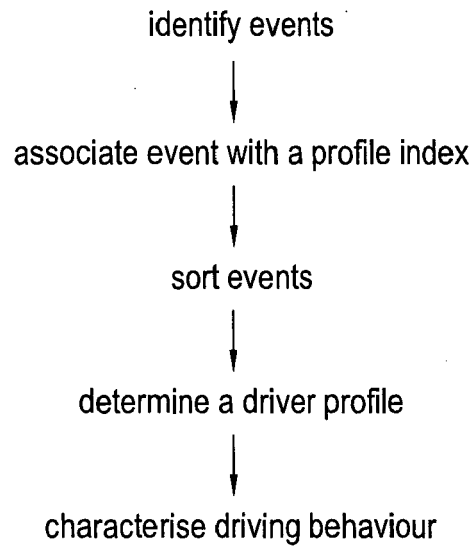 identify events
associate event with a profile index
sort events
determine a driver profile
characterise driving behaviour